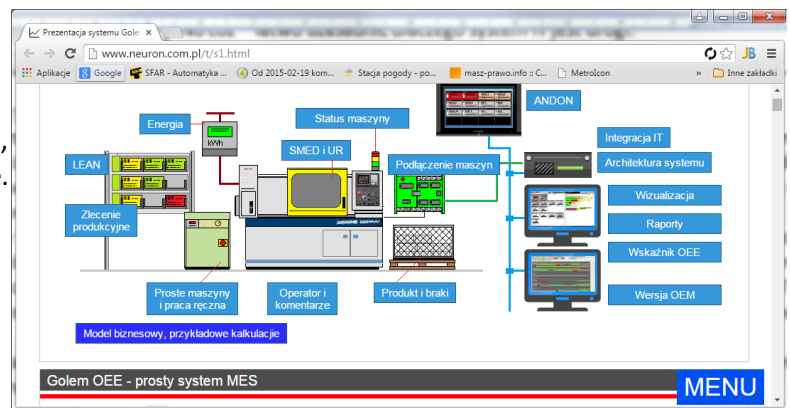 Prezentacja systemu Gole
www.neuron.com.pl/t/s1.html
JB
Aplikacje
Google
SFAR - Automatyka ...
Od 2015-02-19 kom...
Stacja pogody - po...
masz-prawo.info :: C...
MetroIcon
»
Inne zakładki
ANDON
Status maszyny
Energia
kWh
Integracja IT
SMED i UR
LEAN
Podłączenie maszyn
Architektura systemu
Wizualizacja
Zlecenie
produkcyjne
Raporty
Wskaźnik OEE
Proste maszyny
i praca ręczna
Operator i
komentarze
Produkt i braki
Wersja OEM
Model biznesowy, przykładowe kalkulacje
Golem OEE - prosty system MES
MENU